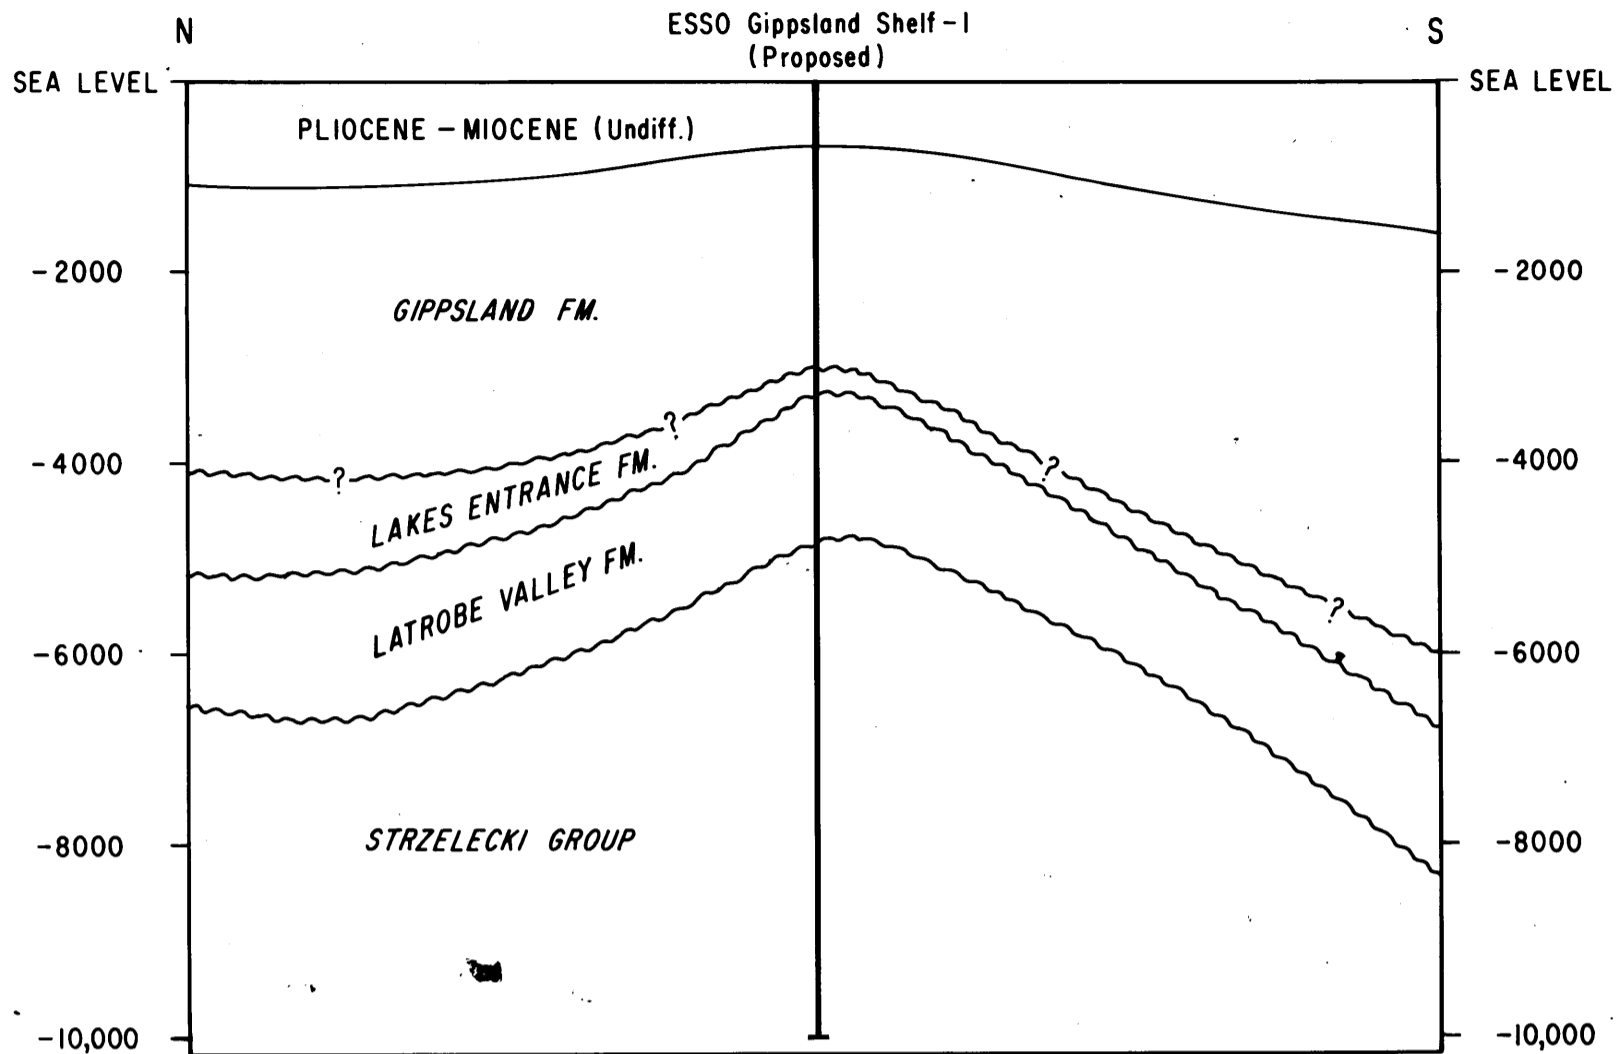 N
ESSO Gippsland Shelf-1
(Proposed)
S
SEA LEVEL
SEA LEVEL
PLIOCENE - MIOCENE (Undiff.)
-2000
-2000
GIPPSLAND FM.
?
?
?
-4000
-4000
LAKES ENTRANCE FM.
LATROBE VALLEY FM.
?
-6000
-6000
STRZELECKI GROUP
-8000
-8000
-10,000
-10,000